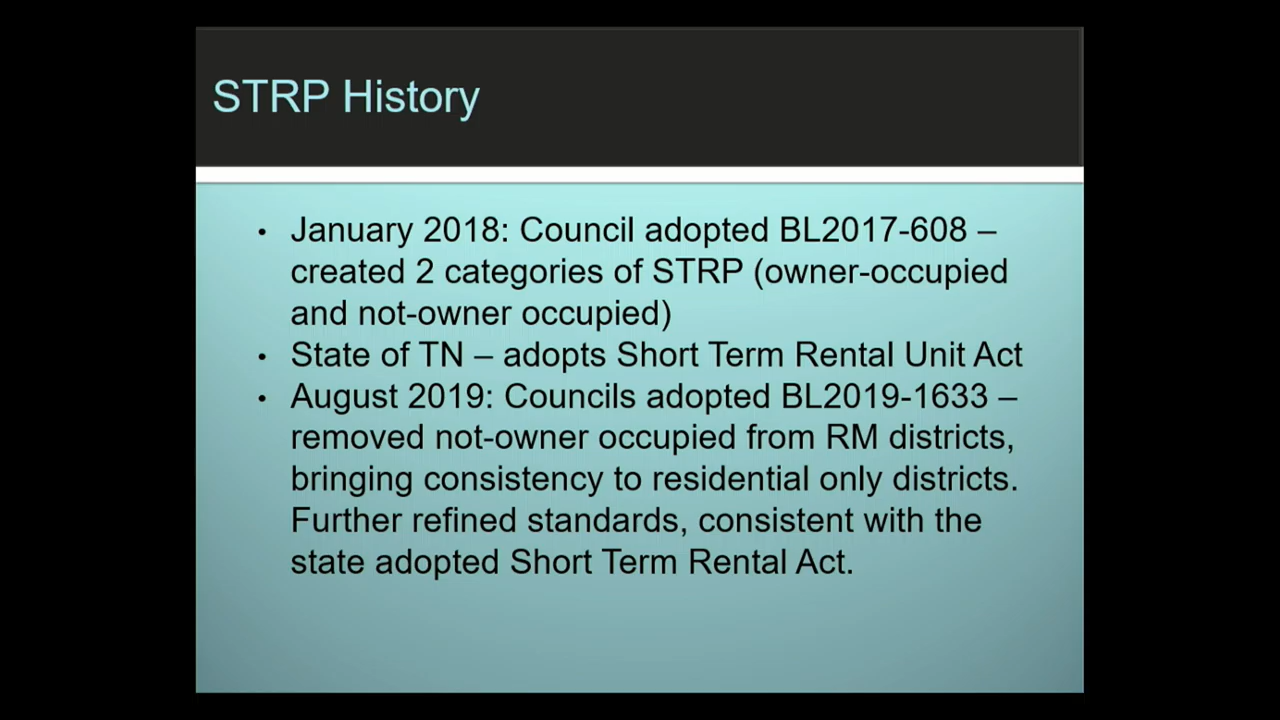 STRP History
• January 2018: Council adopted BL2017-608 –
created 2 categories of STRP (owner-occupied
and not-owner occupied)
• State of TN – adopts Short Term Rental Unit Act
• August 2019: Councils adopted BL2019-1633 –
removed not-owner occupied from RM districts,
bringing consistency to residential only districts.
Further refined standards, consistent with the
state adopted Short Term Rental Act.